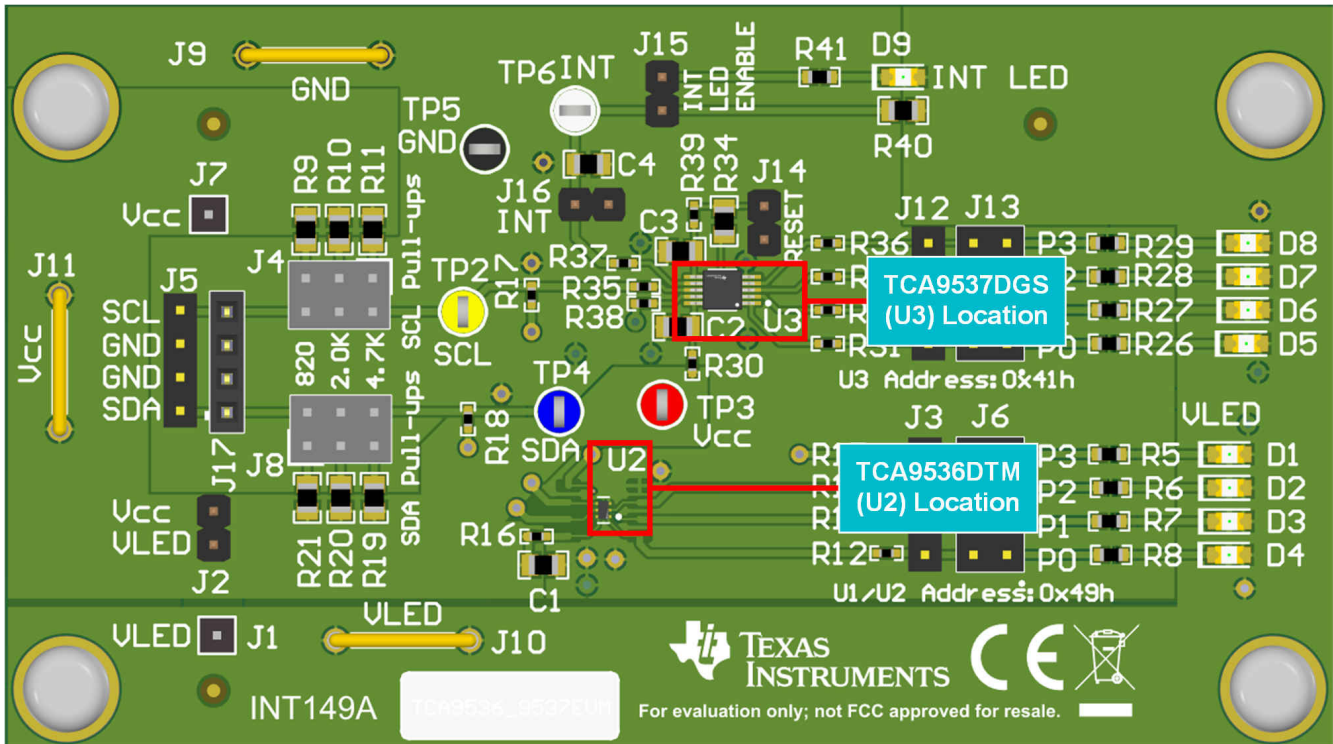 J9
GND
TP6
INT
J15
INT
LED
ENABLE
R41
D9
INT LED
R40
TP5
GND
C4
R39
R34
J14
RESET
J16
INT
C3
J7
Vcc
R9
R10
R11
SCL Pull-ups
J4
820
2.0K
4.7K
J11
Vcc
J5
SCL
GND
GND
SDA
J17
TP2
SCL
R17
R37
R35
R38
C2
U3
R30
J12
J13
R36
P3
R29
D8
R28
D7
R27
D6
R31
P0
R26
D5
TCA9537DGS
(U3) Location
U3 Address:0x41h
TP4
SDA
TP3
Vcc
R18
U2
J3
J6
VLED
P3
R5
D1
P2
R6
D2
P1
R7
D3
R12
P0
R8
D4
TCA9536DTM
(U2) Location
U1/U2 Address:0x49h
J8
SDA Pull-ups
R21
R20
R19
Vcc
VLED
J2
R16
C1
VLED
J1
VLED
J10
INT149A
TCA9536_9537EVM
TEXAS
INSTRUMENTS
CE
For evaluation only; not FCC approved for resale.